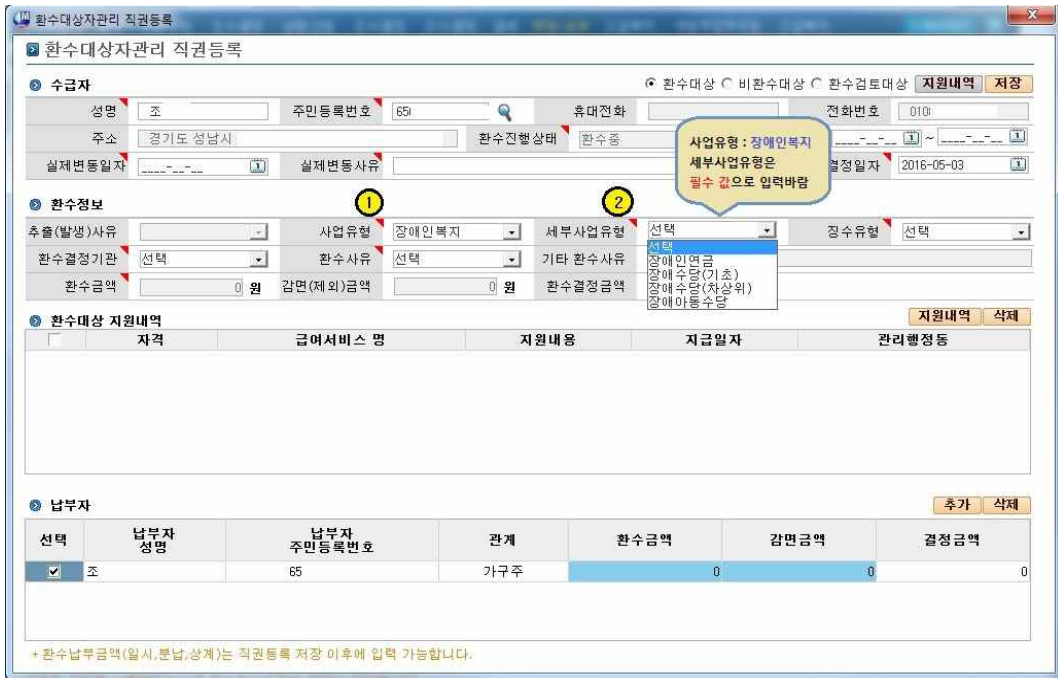 환수대상자관리 직권등록
환수대상자관리 직권등록
수급자 환수대상 비환수대상 환수검토대상 지원내역 저장
성명 조 주민등록번호 65 휴대전화 전화번호 010
주소 경기도 성남시 환수진행상태 환수중 ____-__-__ ~ ____-__-__
실제변동일자 ____-__-__ 실제변동사유 결정일자 2016-05-03
사업유형 : 장애인복지
세부사업유형은
필수 값으로 입력바람
환수정보 1 2
추출(발생)사유 사업유형 장애인복지 세부사업유형 선택 징수유형 선택
환수결정기관 선택 환수사유 선택 기타 환수사유
환수금액 0 원 감면(제외)금액 0 원 환수결정금액
선택
장애인연금
장애수당(기초)
장애수당(차상위)
장애아동수당
환수대상 지원내역 지원내역 삭제
자격 급여서비스 명 지원내용 지급일자 관리행정동
납부자 추가 삭제
선택 납부자 성명 납부자 주민등록번호 관계 환수금액 감면금액 결정금액
조 65 가구주 0 0 0
+ 환수납부금액(일시,분납,상계)는 직권등록 저장 이후에 입력 가능합니다.